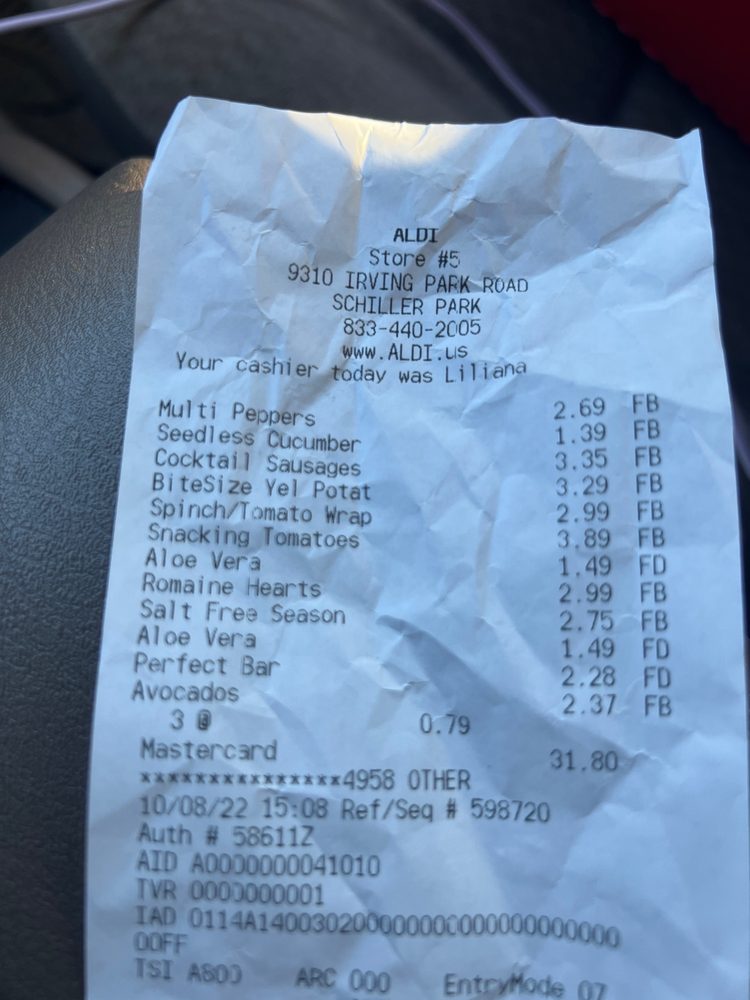 ALDI
Store #5
9310 IRVING PARK ROAD
SCHILLER PARK
833-440-2005
www.ALDI.us
Your cashier today was Liliana
Multi Peppers 2.69 FB
Seedless Cucumber 1.39 FB
Cocktail Sausages 3.35 FB
BiteSize Yel Potat 3.29 FB
Spinch/Tomato Wrap 2.99 FB
Snacking Tomatoes 3.89 FB
Aloe Vera 1.49 FD
Romaine Hearts 2.99 FB
Salt Free Season 2.75 FB
Aloe Vera 1.49 FD
Perfect Bar 2.28 FD
Avocados 2.37 FB
3 @ 0.79
Mastercard 31.80
***************4958 OTHER
10/08/22 15:08 Ref/Seq # 598720
Auth # 58611Z
AID A0000000041010
TVR 0000000001
IAD 0114A1400302000000000000000000
00FF
TSI A800 ARC 000 EntryMode 07